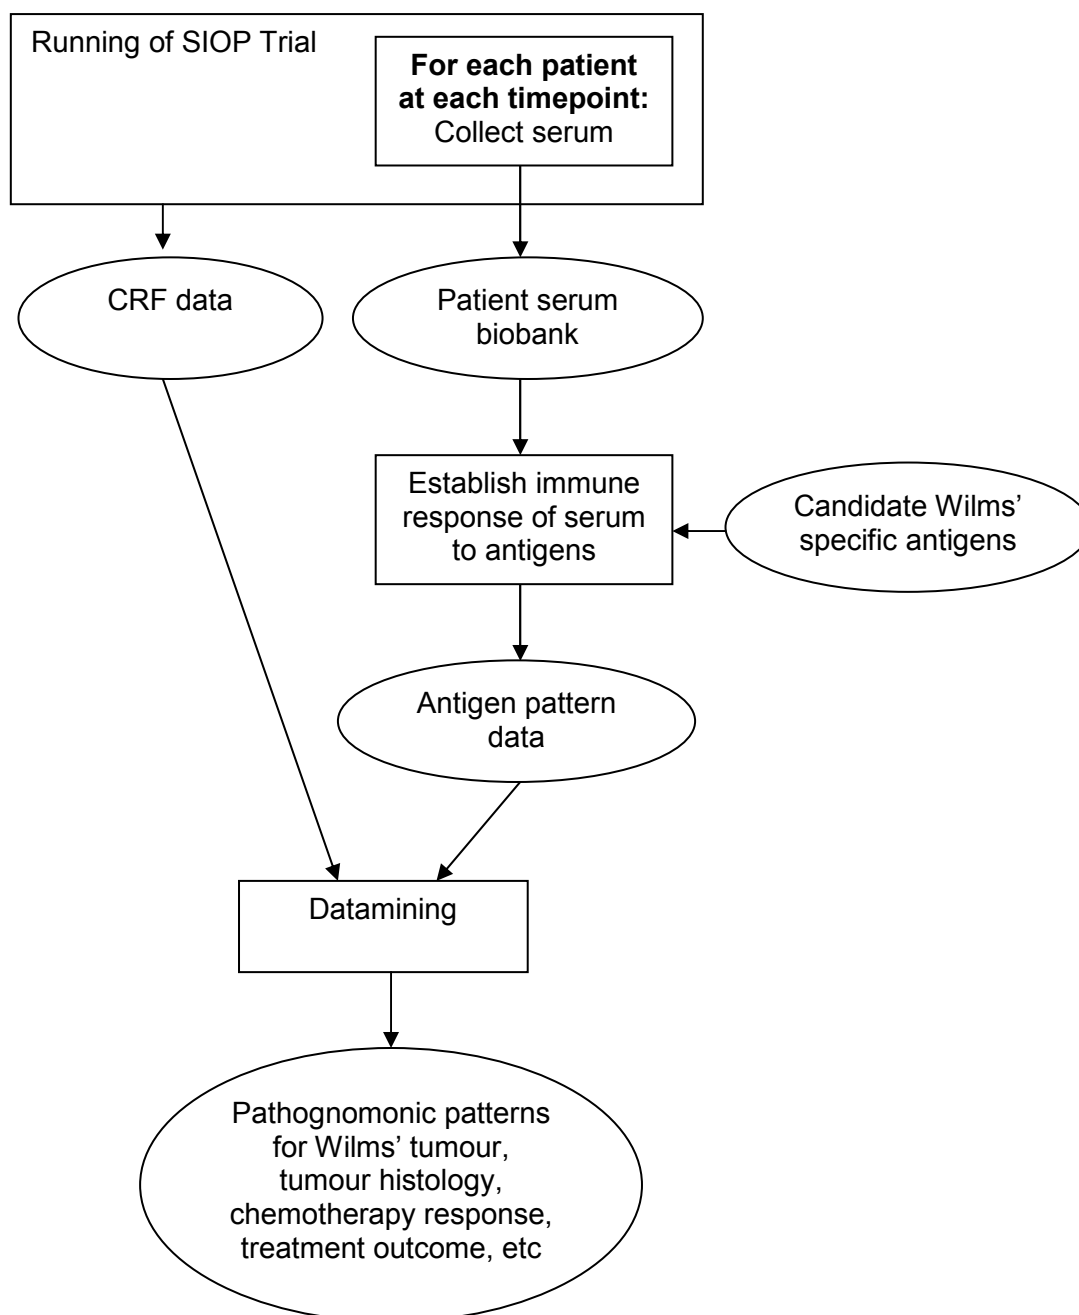 Running of SIOP Trial
For each patient
at each timepoint:
Collect serum
CRF data
Patient serum
biobank
Establish immune
response of serum
to antigens
Candidate Wilms’
specific antigens
Antigen pattern
data
Datamining
Pathognomonic patterns
for Wilms’ tumour,
tumour histology,
chemotherapy response,
treatment outcome, etc